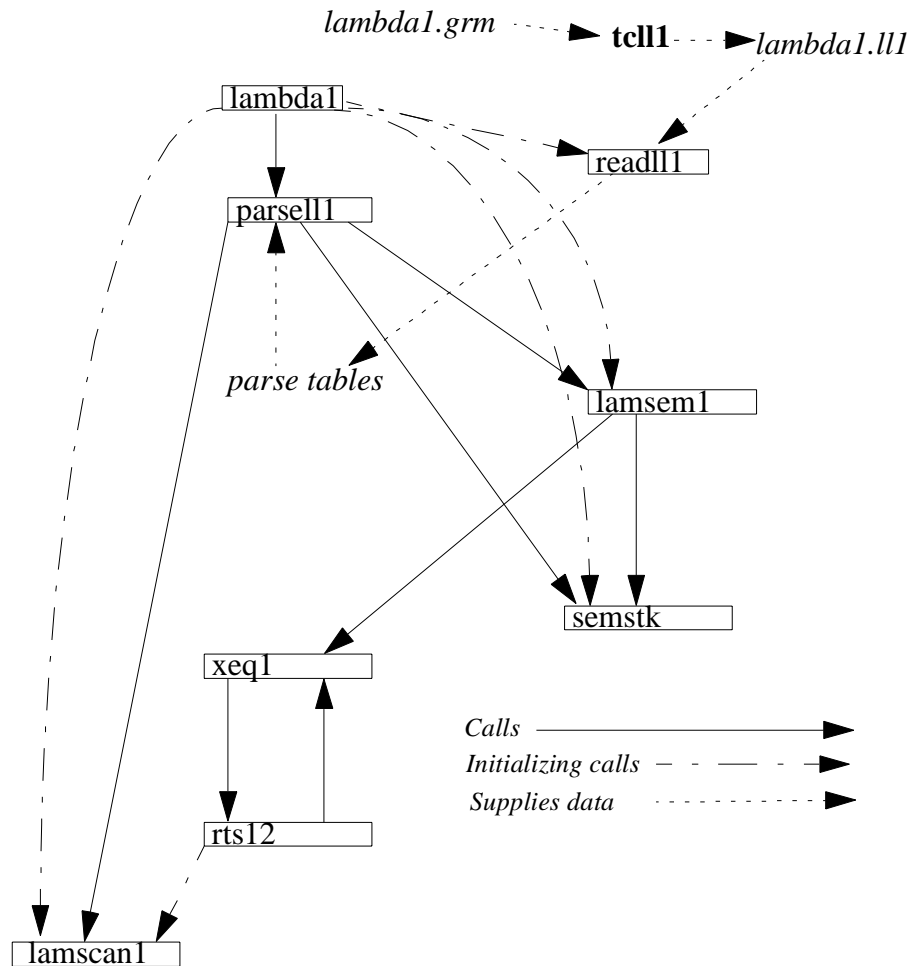 lambda1.grm
tcll1
lambda1.ll1
lambda1
readll1
parsell1
parse tables
lamsem1
semstk
xeq1
Calls
Initializing calls
Supplies data
rts12
lamscan1